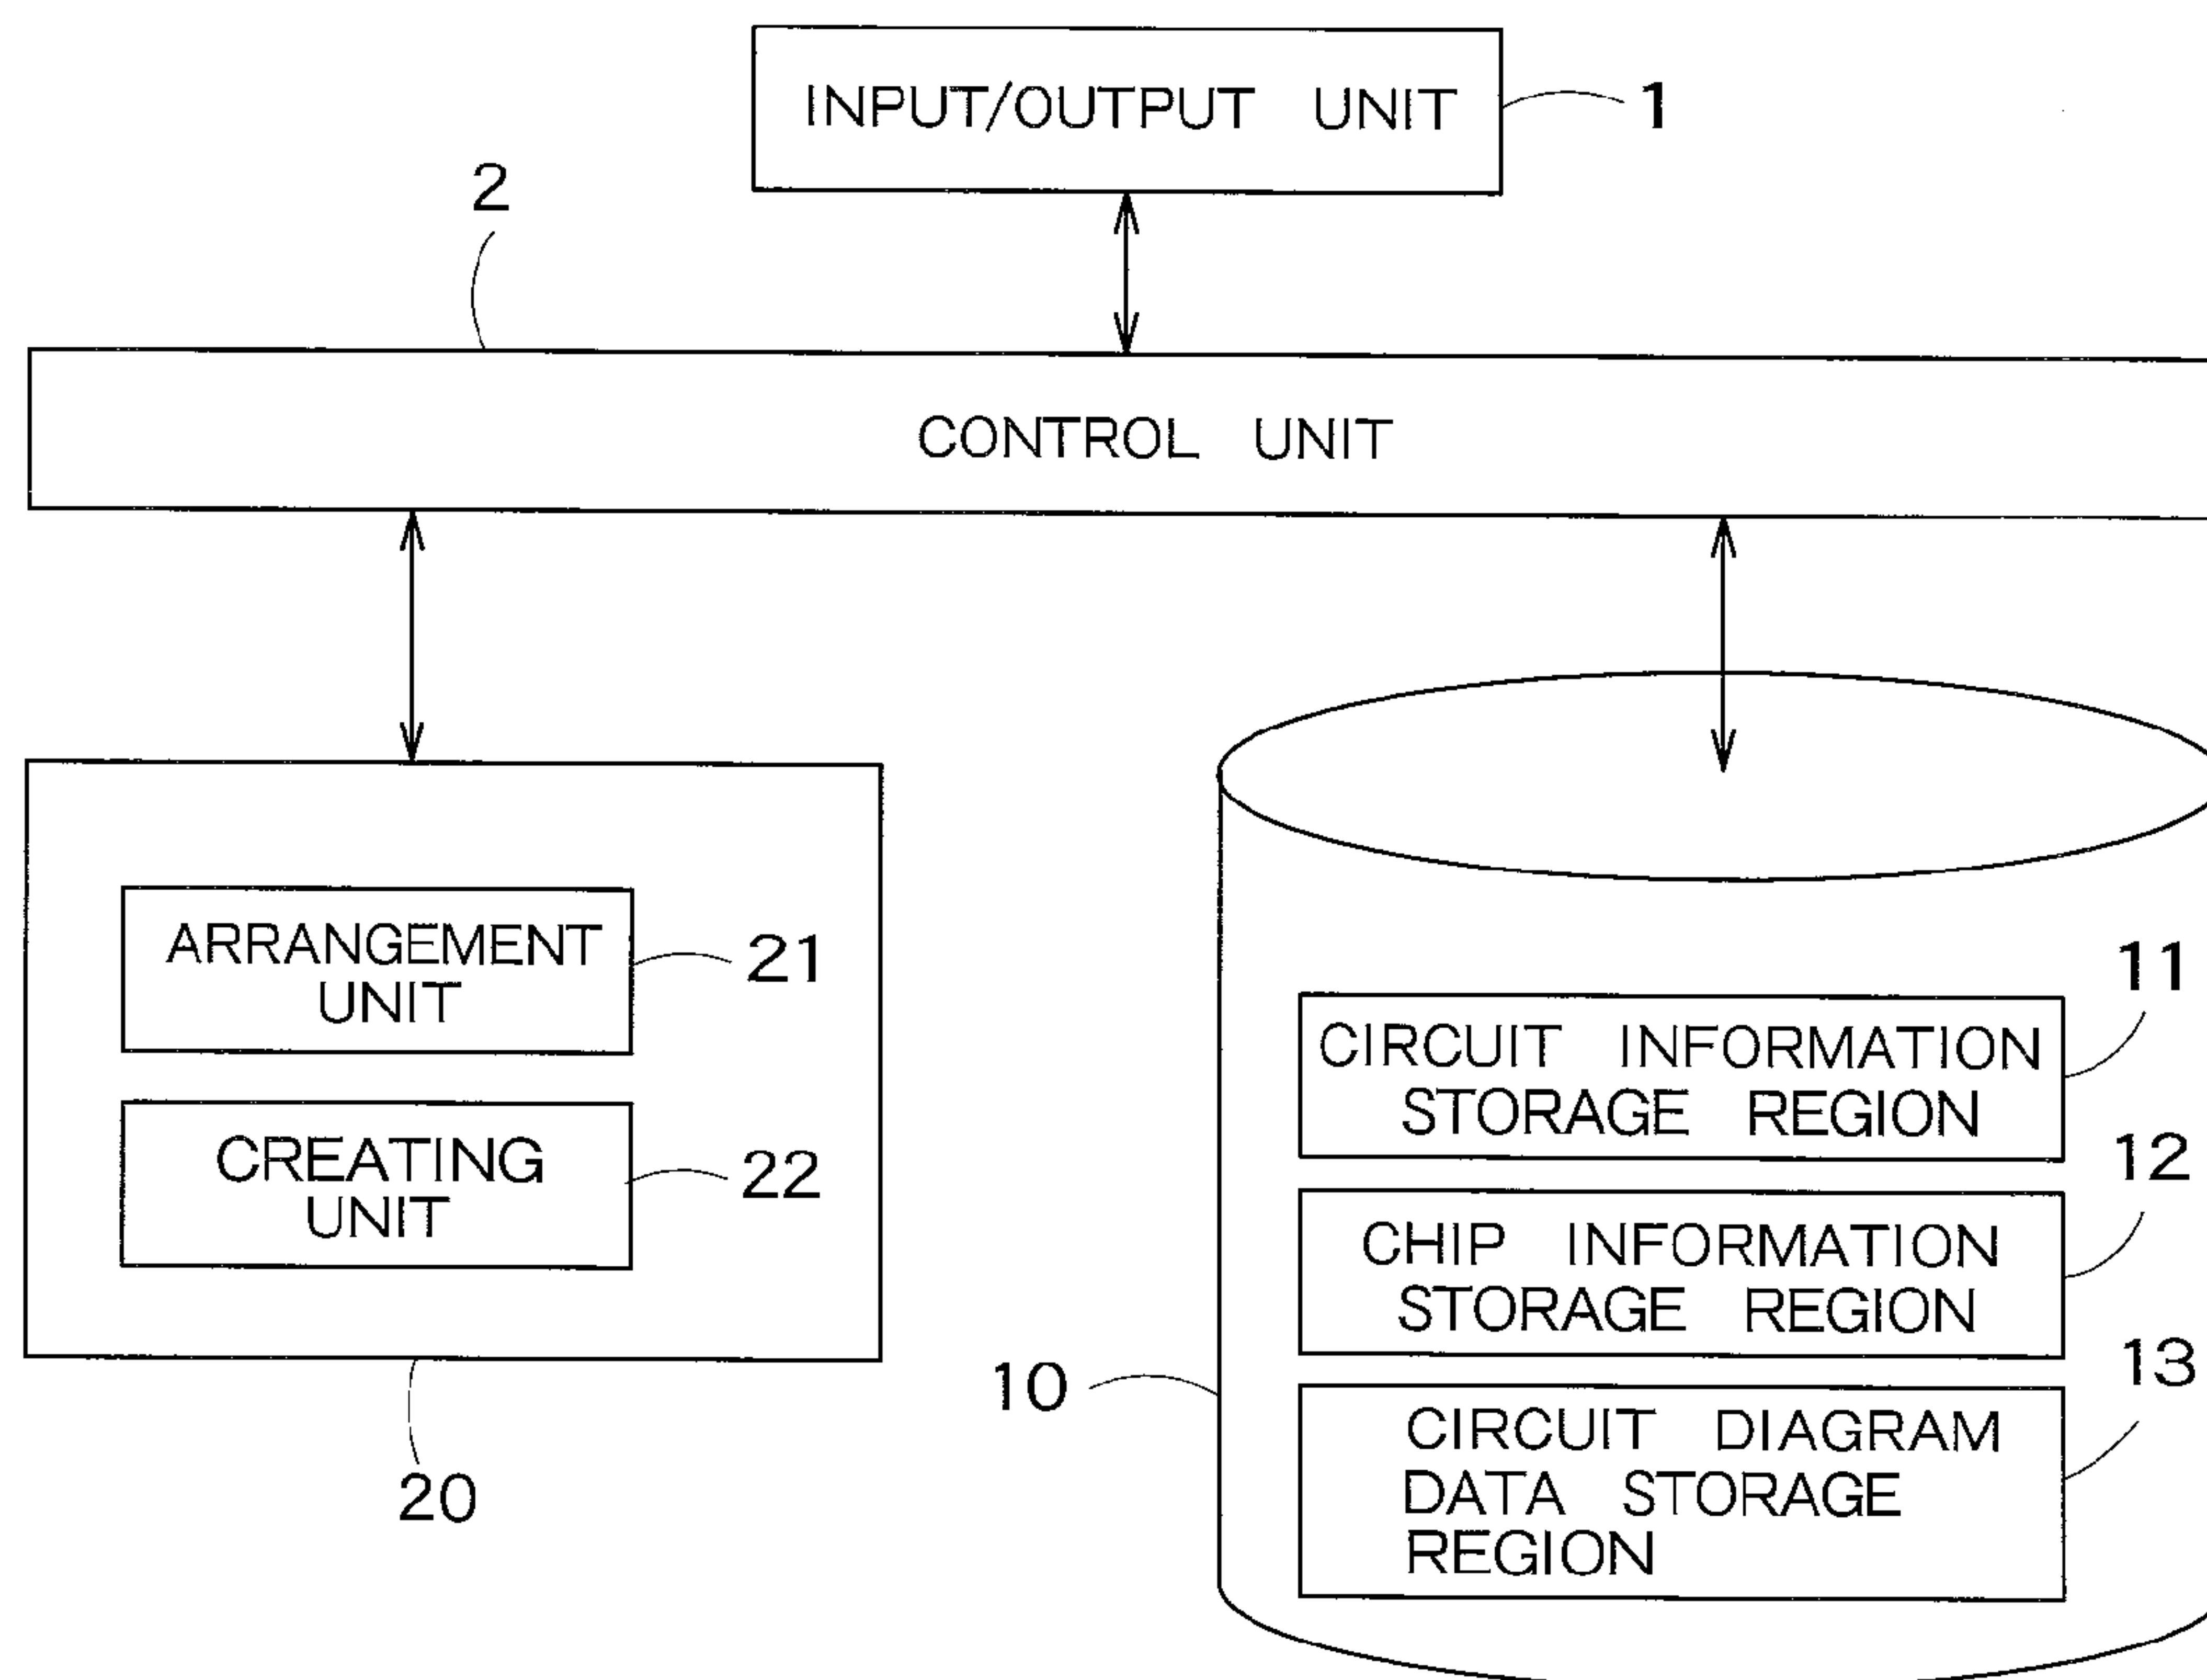 INPUT/OUTPUT UNIT
1
2
CONTROL UNIT
ARRANGEMENT
UNIT
21
CREATING
UNIT
22
20
10
CIRCUIT INFORMATION
STORAGE REGION
11
CHIP INFORMATION
STORAGE REGION
12
CIRCUIT DIAGRAM
DATA STORAGE
REGION
13